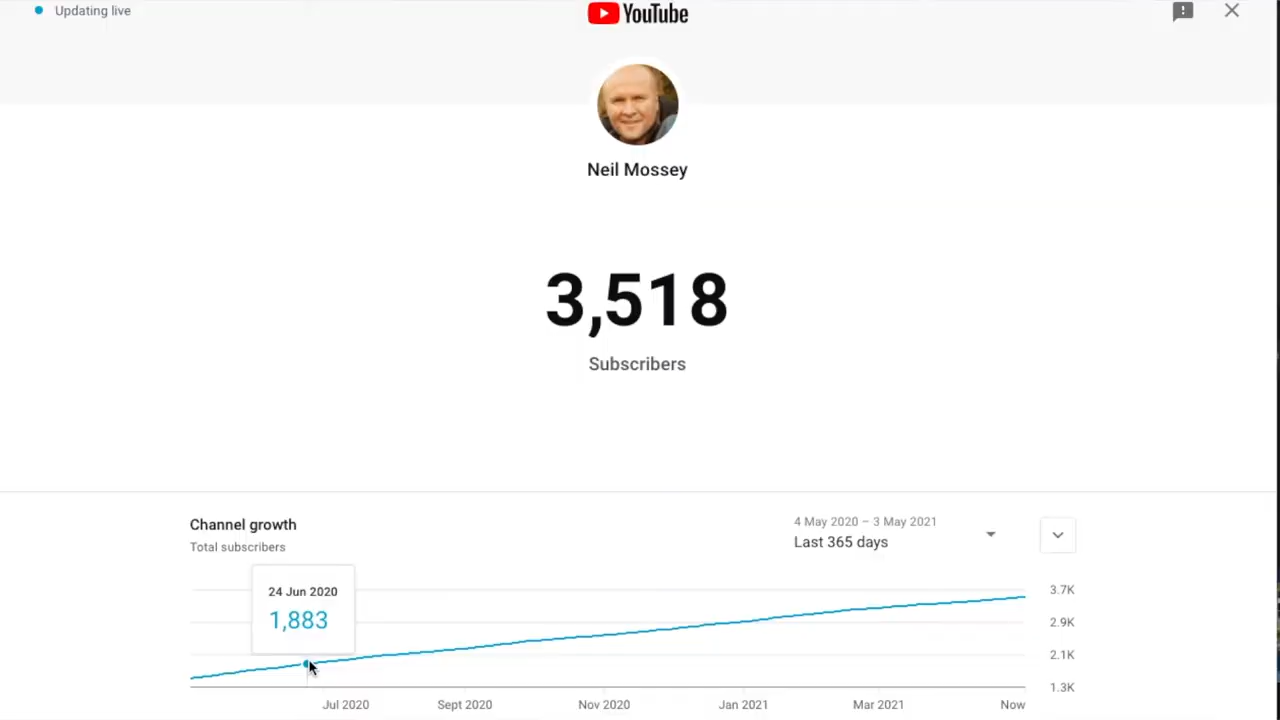 Updating live
YouTube
Neil Mossey
3,518
Subscribers
Channel growth
Total subscribers
4 May 2020 – 3 May 2021
Last 365 days
24 Jun 2020
1,883
3.7K
2.9K
2.1K
1.3K
Jul 2020 Sept 2020 Nov 2020 Jan 2021 Mar 2021 Now